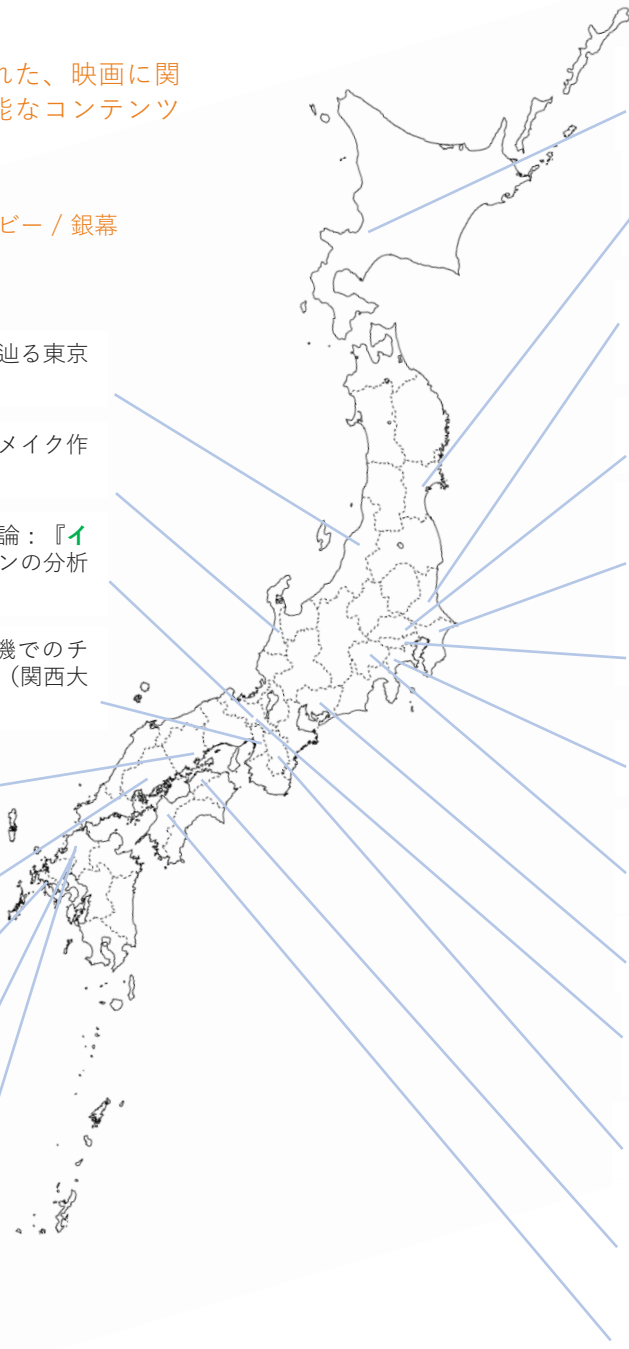 れた、映画に関
能なコンテンツ
ビー / 銀幕
辿る東京
メイク作
論：『イ
ンの分析
機でのチ
（関西大